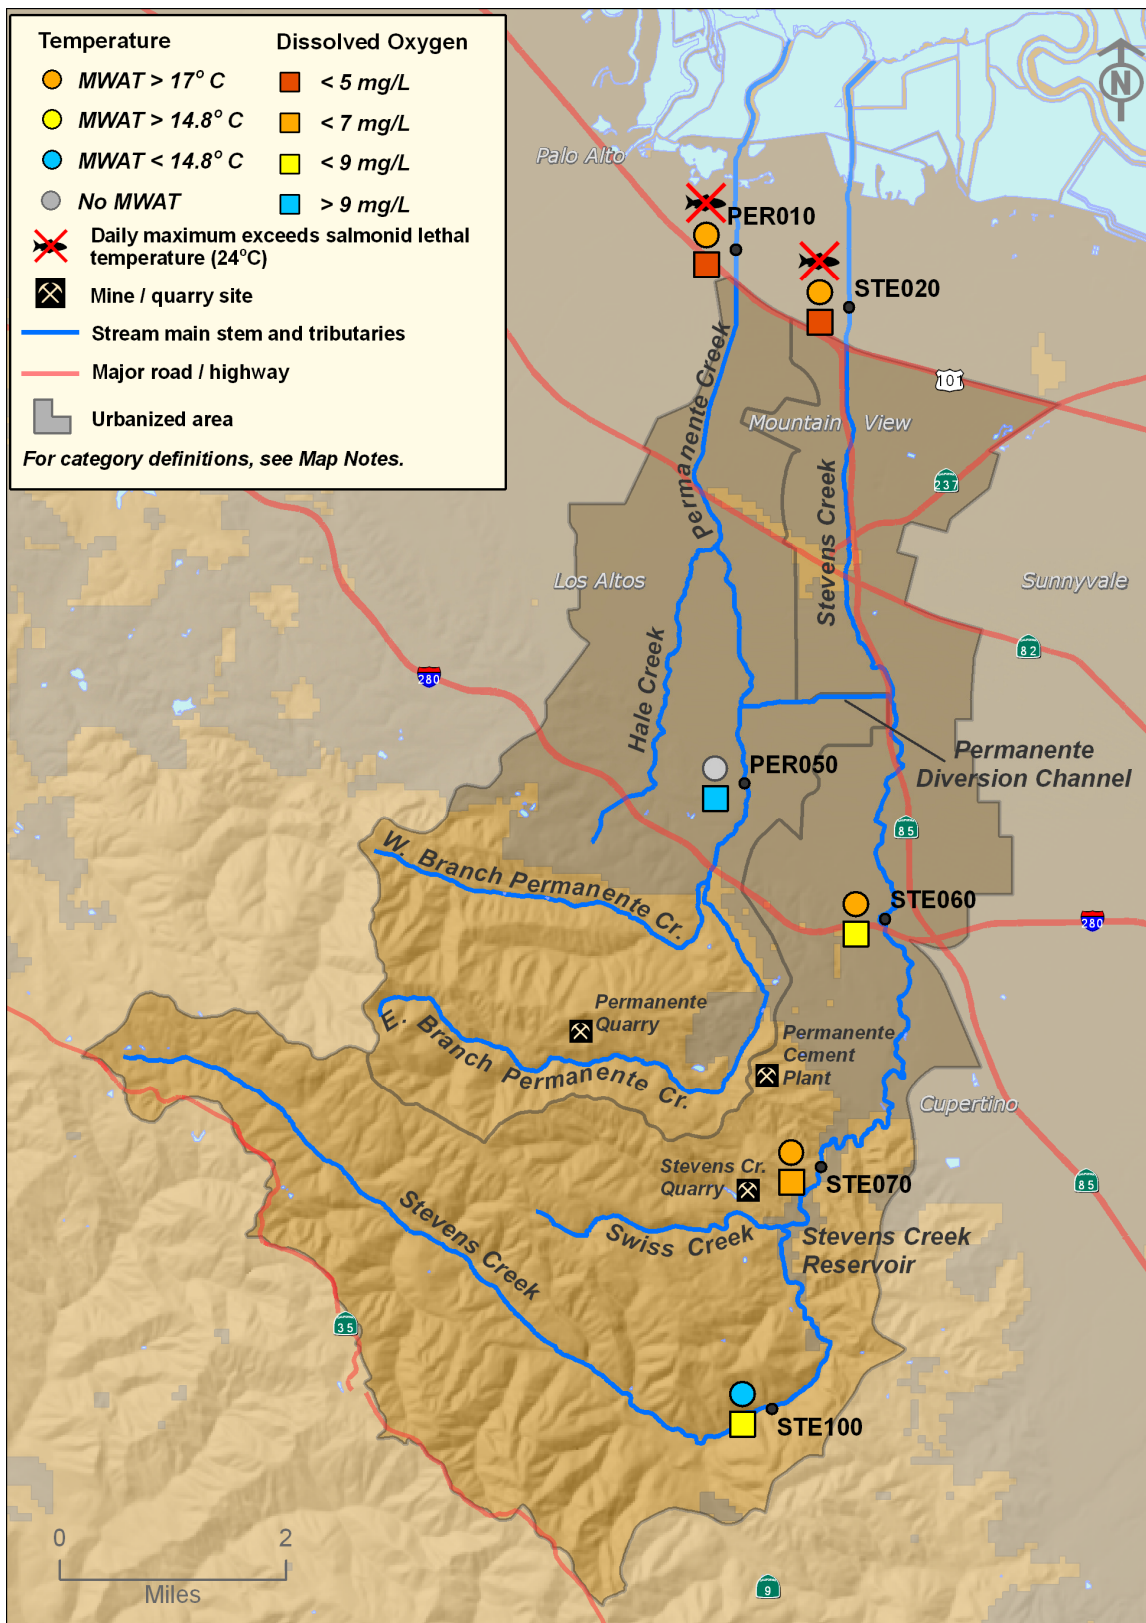 Temperature
Dissolved Oxygen
MWAT > 17° C
< 5 mg/L
MWAT > 14.8° C
< 7 mg/L
MWAT < 14.8° C
< 9 mg/L
No MWAT
> 9 mg/L
Daily maximum exceeds salmonid lethal
temperature (24°C)
Mine / quarry site
Stream main stem and tributaries
Major road / highway
Urbanized area
For category definitions, see Map Notes.
N
Palo Alto
PER010
STE020
Permanente Creek
101
Mountain View
237
Stevens Creek
Los Altos
Sunnyvale
82
280
Hale Creek
Permanente
Diversion Channel
PER050
85
W. Branch Permanente Cr.
STE060
280
Permanente
Quarry
E. Branch Permanente Cr.
Permanente
Cement
Plant
Cupertino
Stevens Cr.
Quarry
STE070
85
Stevens Creek
Swiss Creek
Stevens Creek
Reservoir
35
STE100
0
2
Miles
9